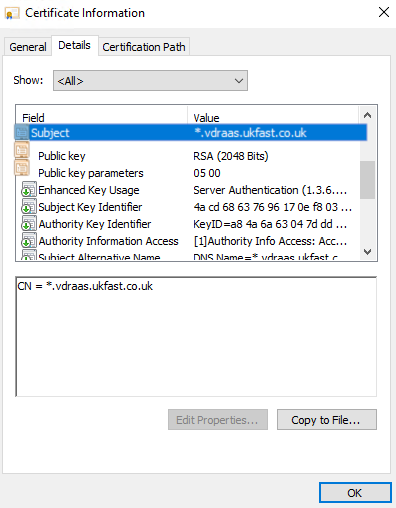 Certificate Information
General Details Certification Path
Show: <All>
Field Value
Subject *.vdraas.ukfast.co.uk
Public key RSA (2048 Bits)
Public key parameters 05 00
Enhanced Key Usage Server Authentication (1.3.6....
Subject Key Identifier 4a cd 68 63 76 96 17 0e f8 03 ...
Authority Key Identifier KeyID=a8 4a 6a 63 04 7d dd ...
Authority Information Access [1]Authority Info Access: Acc...
Subject Alternative Name DNS Name=*.vdraas.ukfast.c...
CN = *.vdraas.ukfast.co.uk
Edit Properties... Copy to File...
OK